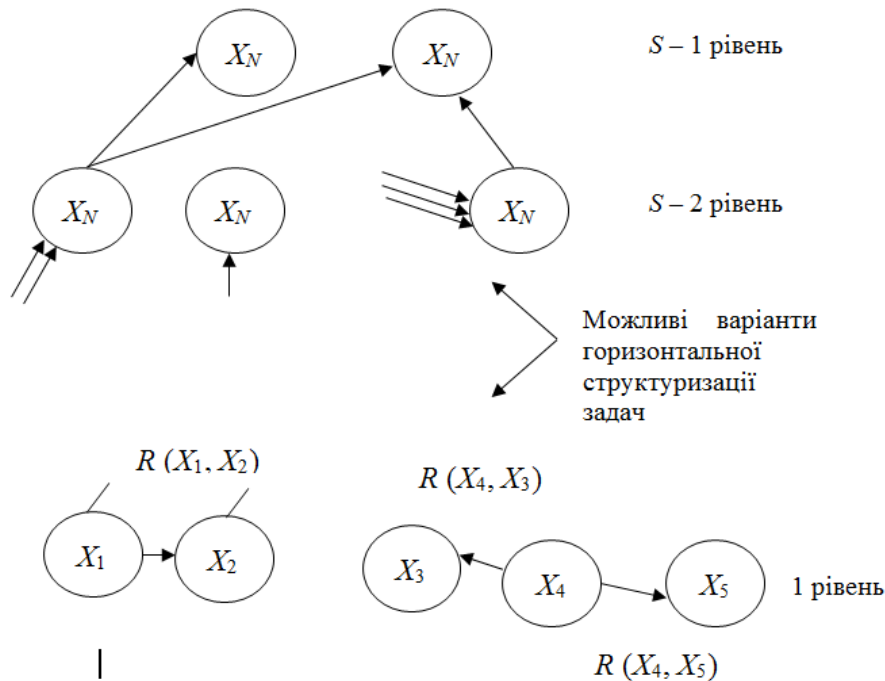 X_N X_N S – 1 рівень
X_N X_N X_N S – 2 рівень
Можливі варіанти
горизонтальної
структуризації
задач
R (X₁, X₂)
R (X₄, X₃)
X₁ X₂ X₃ X₄ X₅ 1 рівень
R (X₄, X₅)